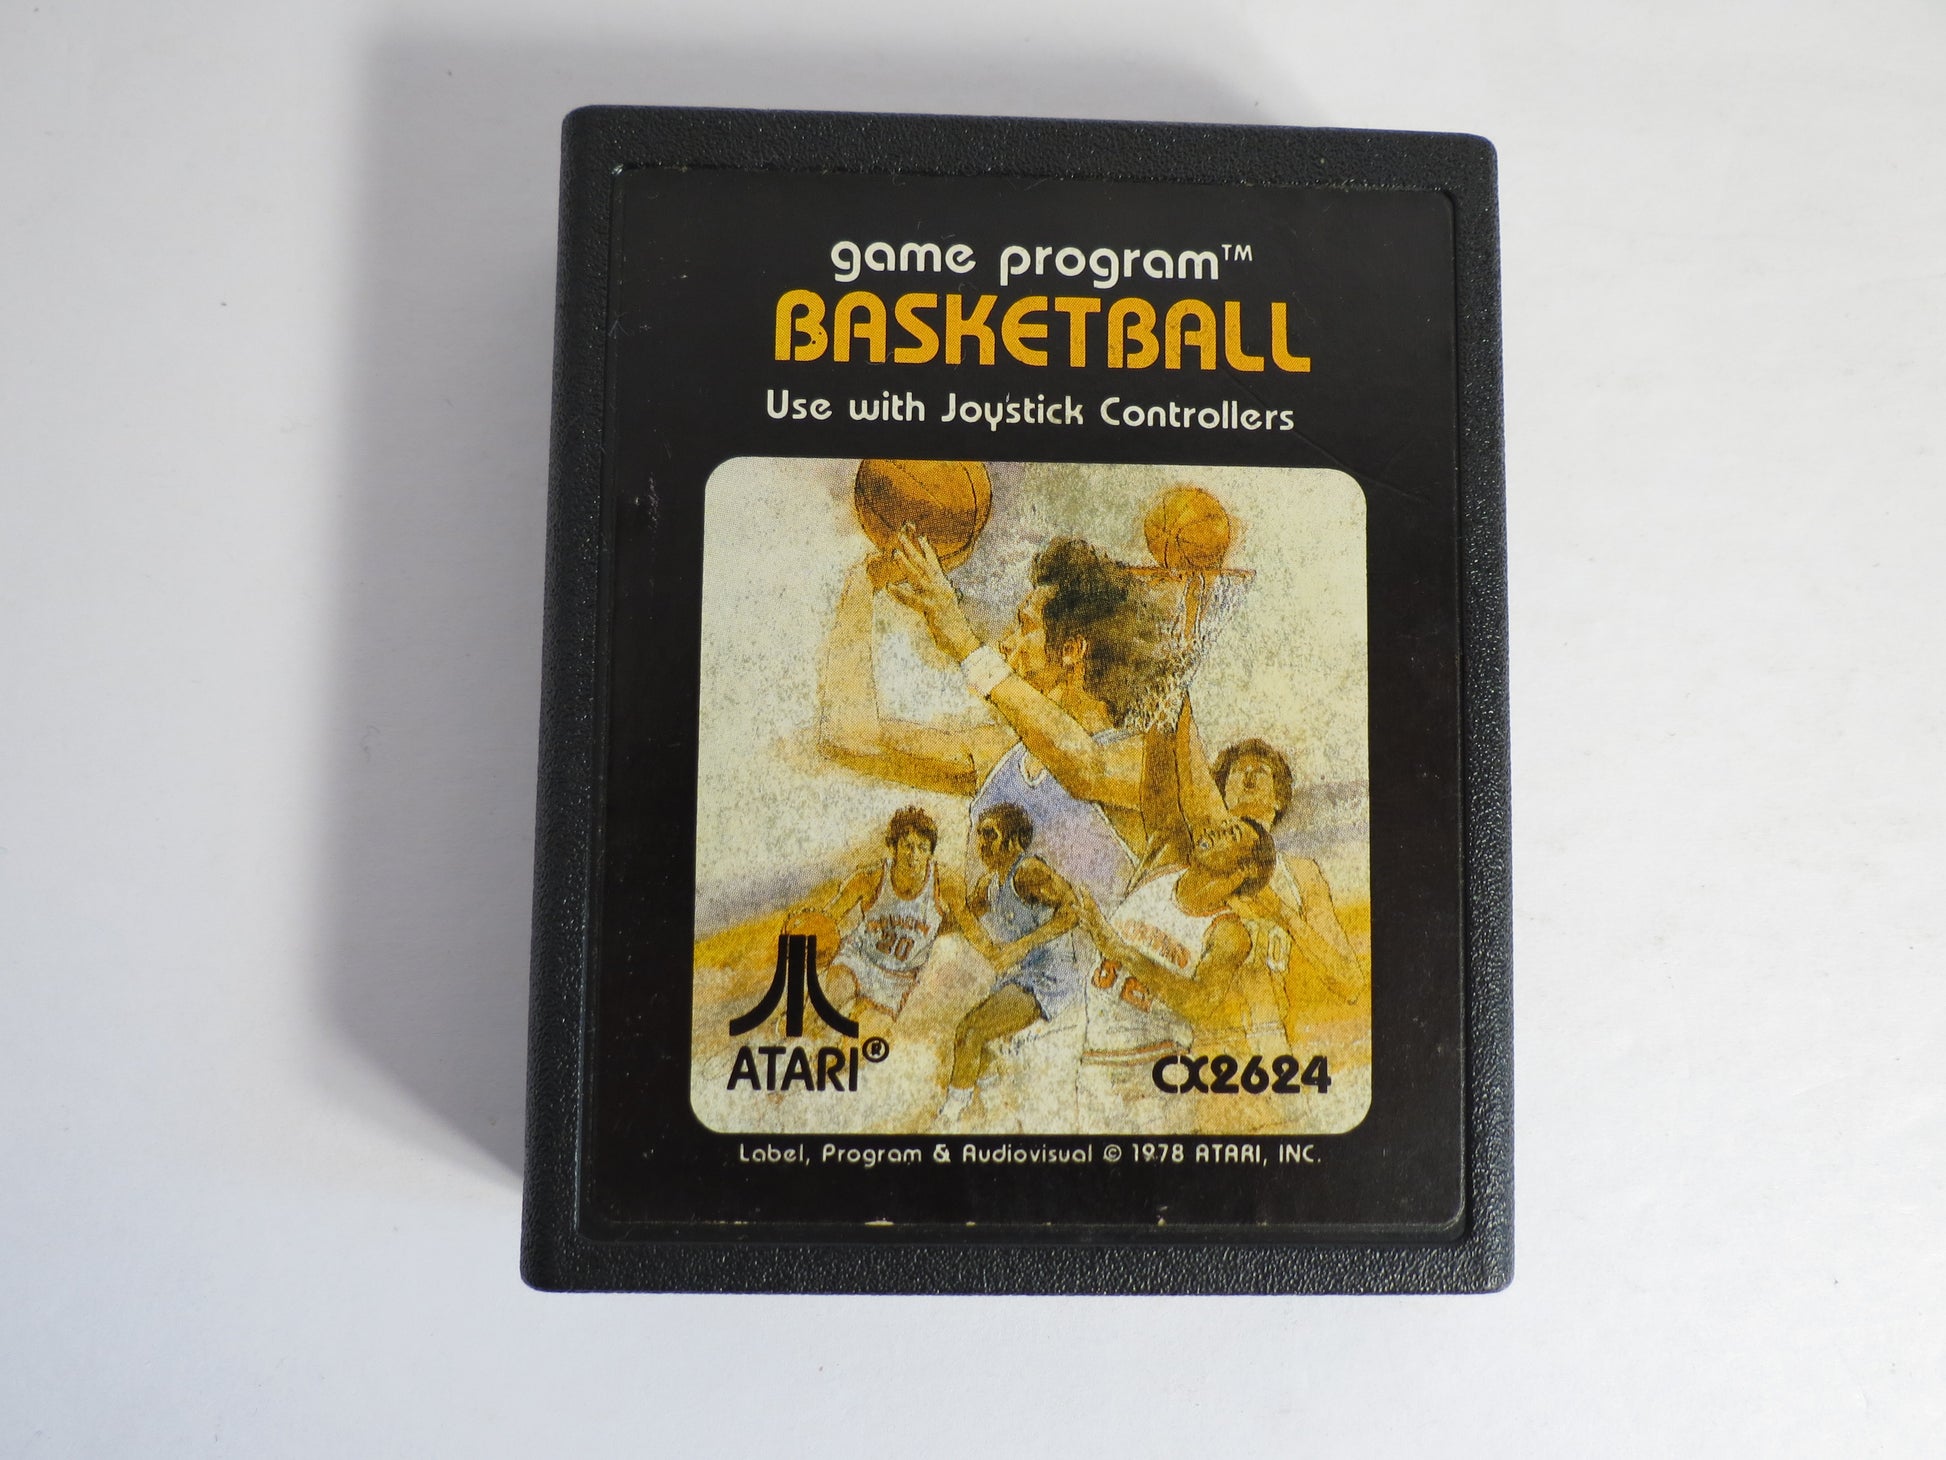 game program™
BASKETBALL
Use with Joystick Controllers
ATARI®
CX2624
Label, Program & Audiovisual © 1978 ATARI, INC.